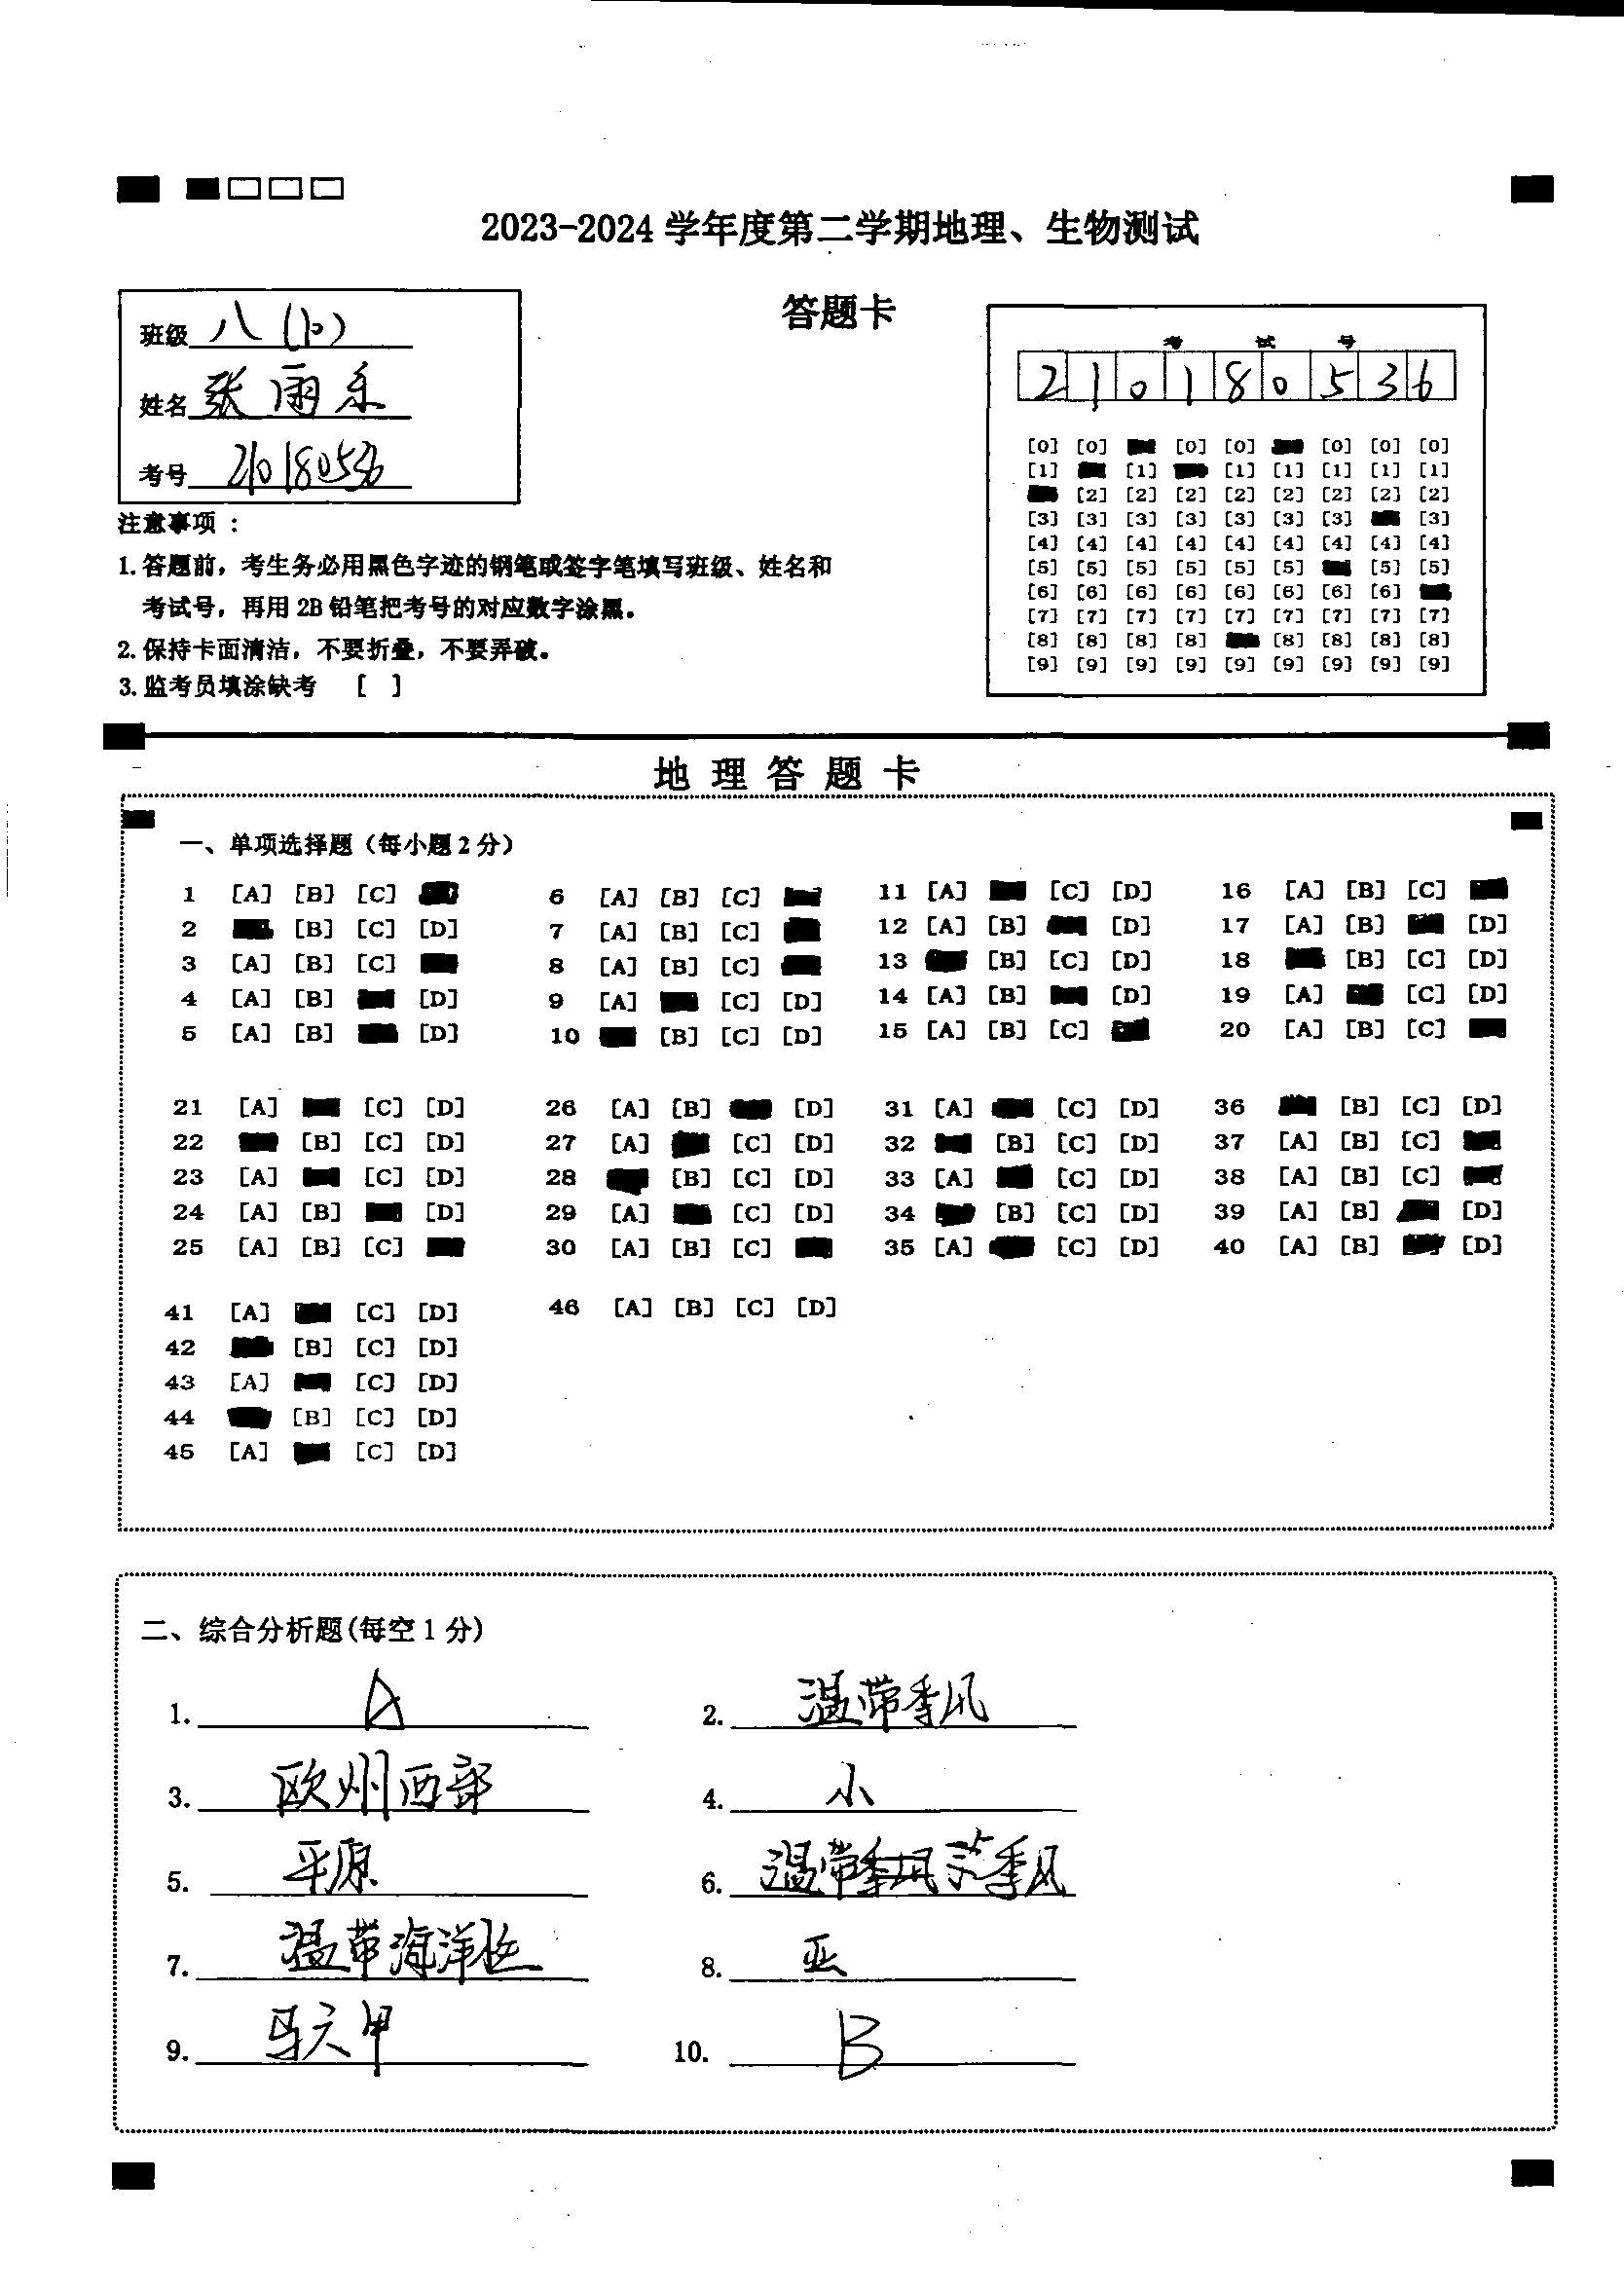 2023-2024 学年度第二学期地理、生物测试
答题卡
班级 八(10)
姓名 张雨禾
考号 210180536
注意事项：
1. 答题前，考生务必用黑色字迹的钢笔或签字笔填写班级、姓名和
考试号，再用 2B 铅笔把考号的对应数字涂黑。
2. 保持卡面清洁，不要折叠，不要弄破。
3. 监考员填涂缺考 [ ]
考 试 号
2 1 0 1 8 0 5 3 6
[0] [0] [0] [0] [0] [0] [0]
[1] [1] [1] [1] [1] [1] [1]
[2] [2] [2] [2] [2] [2] [2] [2]
[3] [3] [3] [3] [3] [3] [3] [3]
[4] [4] [4] [4] [4] [4] [4] [4] [4]
[5] [5] [5] [5] [5] [5] [5] [5]
[6] [6] [6] [6] [6] [6] [6] [6]
[7] [7] [7] [7] [7] [7] [7] [7] [7]
[8] [8] [8] [8] [8] [8] [8] [8]
[9] [9] [9] [9] [9] [9] [9] [9] [9]
地理答题卡
一、单项选择题（每小题 2 分）
1 [A] [B] [C] 6 [A] [B] [C] 11 [A] [C] [D] 16 [A] [B] [C]
2 [B] [C] [D] 7 [A] [B] [C] 12 [A] [B] [D] 17 [A] [B] [D]
3 [A] [B] [C] 8 [A] [B] [C] 13 [B] [C] [D] 18 [B] [C] [D]
4 [A] [B] [D] 9 [A] [C] [D] 14 [A] [B] [D] 19 [A] [C] [D]
5 [A] [B] [D] 10 [B] [C] [D] 15 [A] [B] [C] 20 [A] [B] [C]
21 [A] [C] [D] 26 [A] [B] [D] 31 [A] [C] [D] 36 [B] [C] [D]
22 [B] [C] [D] 27 [A] [C] [D] 32 [B] [C] [D] 37 [A] [B] [C]
23 [A] [C] [D] 28 [B] [C] [D] 33 [A] [C] [D] 38 [A] [B] [C]
24 [A] [B] [D] 29 [A] [C] [D] 34 [B] [C] [D] 39 [A] [B] [D]
25 [A] [B] [C] 30 [A] [B] [C] 35 [A] [C] [D] 40 [A] [B] [D]
41 [A] [C] [D] 46 [A] [B] [C] [D]
42 [B] [C] [D]
43 [A] [C] [D]
44 [B] [C] [D]
45 [A] [C] [D]
二、综合分析题(每空 1 分)
1. A 2. 温带季风
3. 欧州西部 4. 小
5. 平原 6. 温带季风
7. 温带海洋性 8. 亚
9. 马六甲 10. B